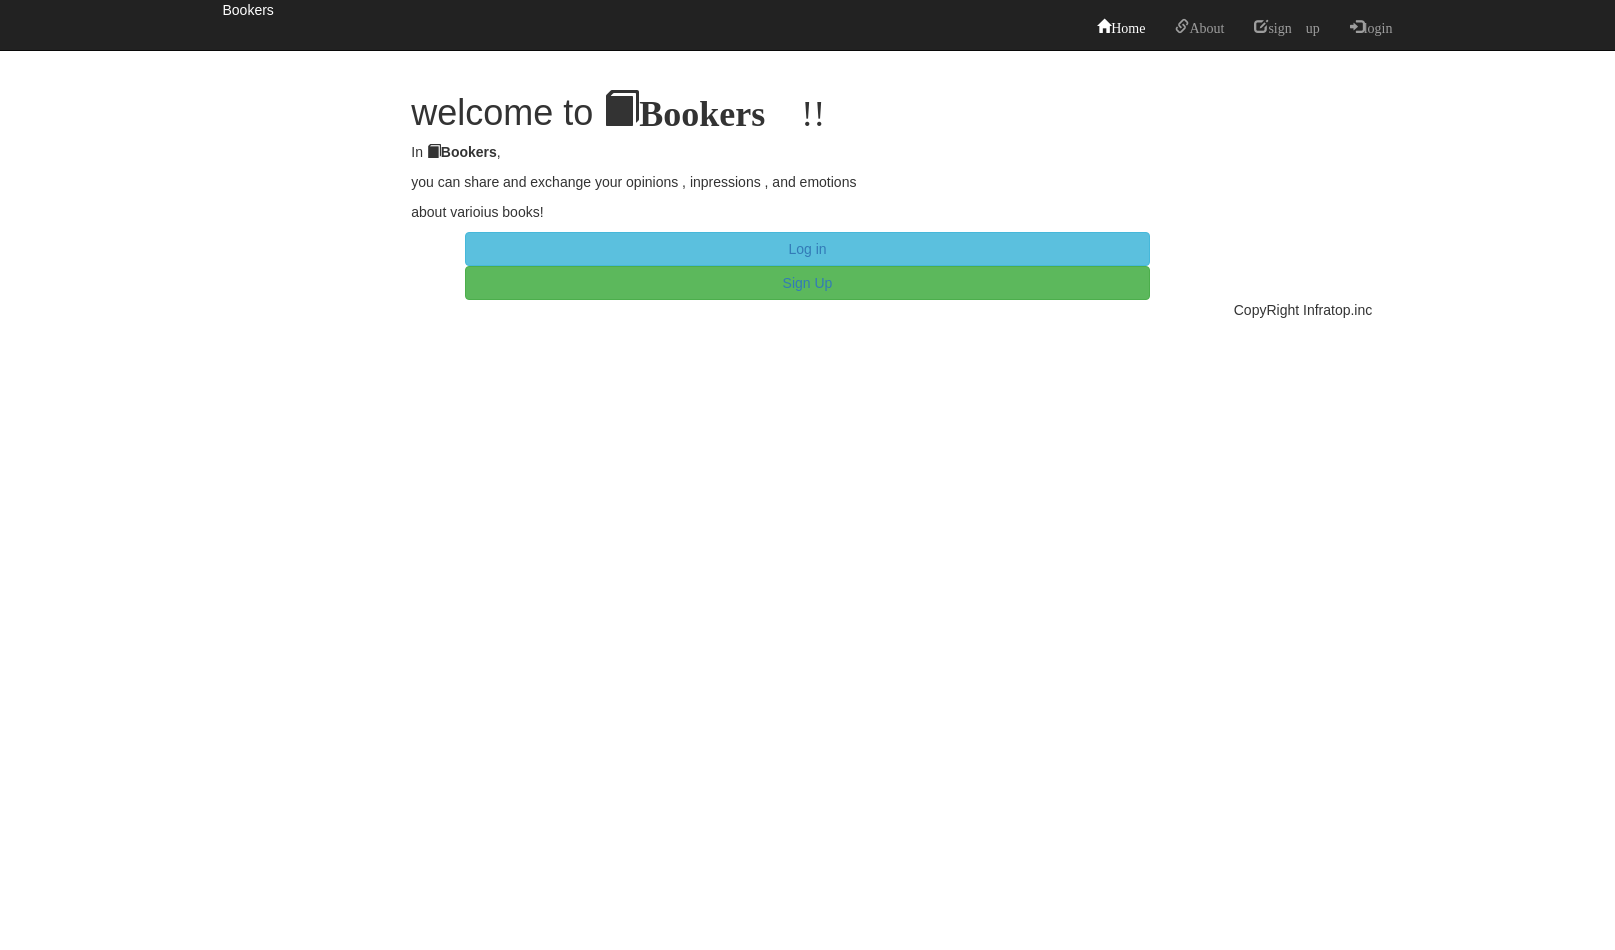 Bookers
Home About sign up login
welcome to Bookers !!
In Bookers,
you can share and exchange your opinions , inpressions , and emotions
about varioius books!
Log in
Sign Up
CopyRight Infratop.inc